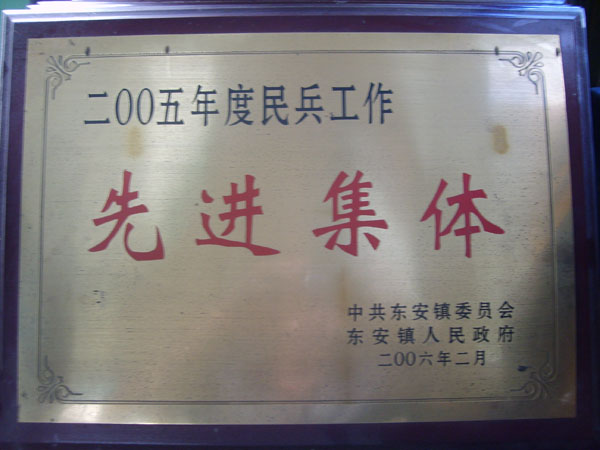 二00五年度民兵工作
先进集体
中共东安镇委员会
东安镇人民政府
二00六年二月